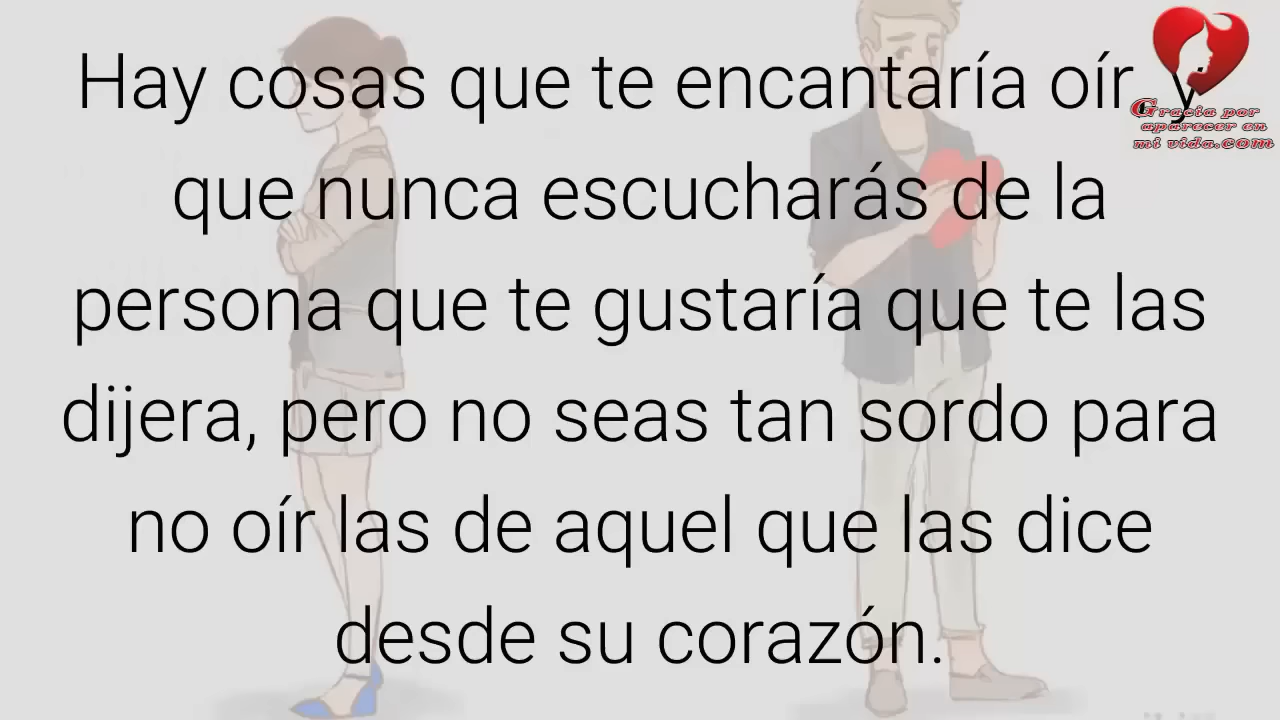 Hay cosas que te encantaría oír y
que nunca escucharás de la
persona que te gustaría que te las
dijera, pero no seas tan sordo para
no oír las de aquel que las dice
desde su corazón.
Gracia por
aparecer en
mi vida.com